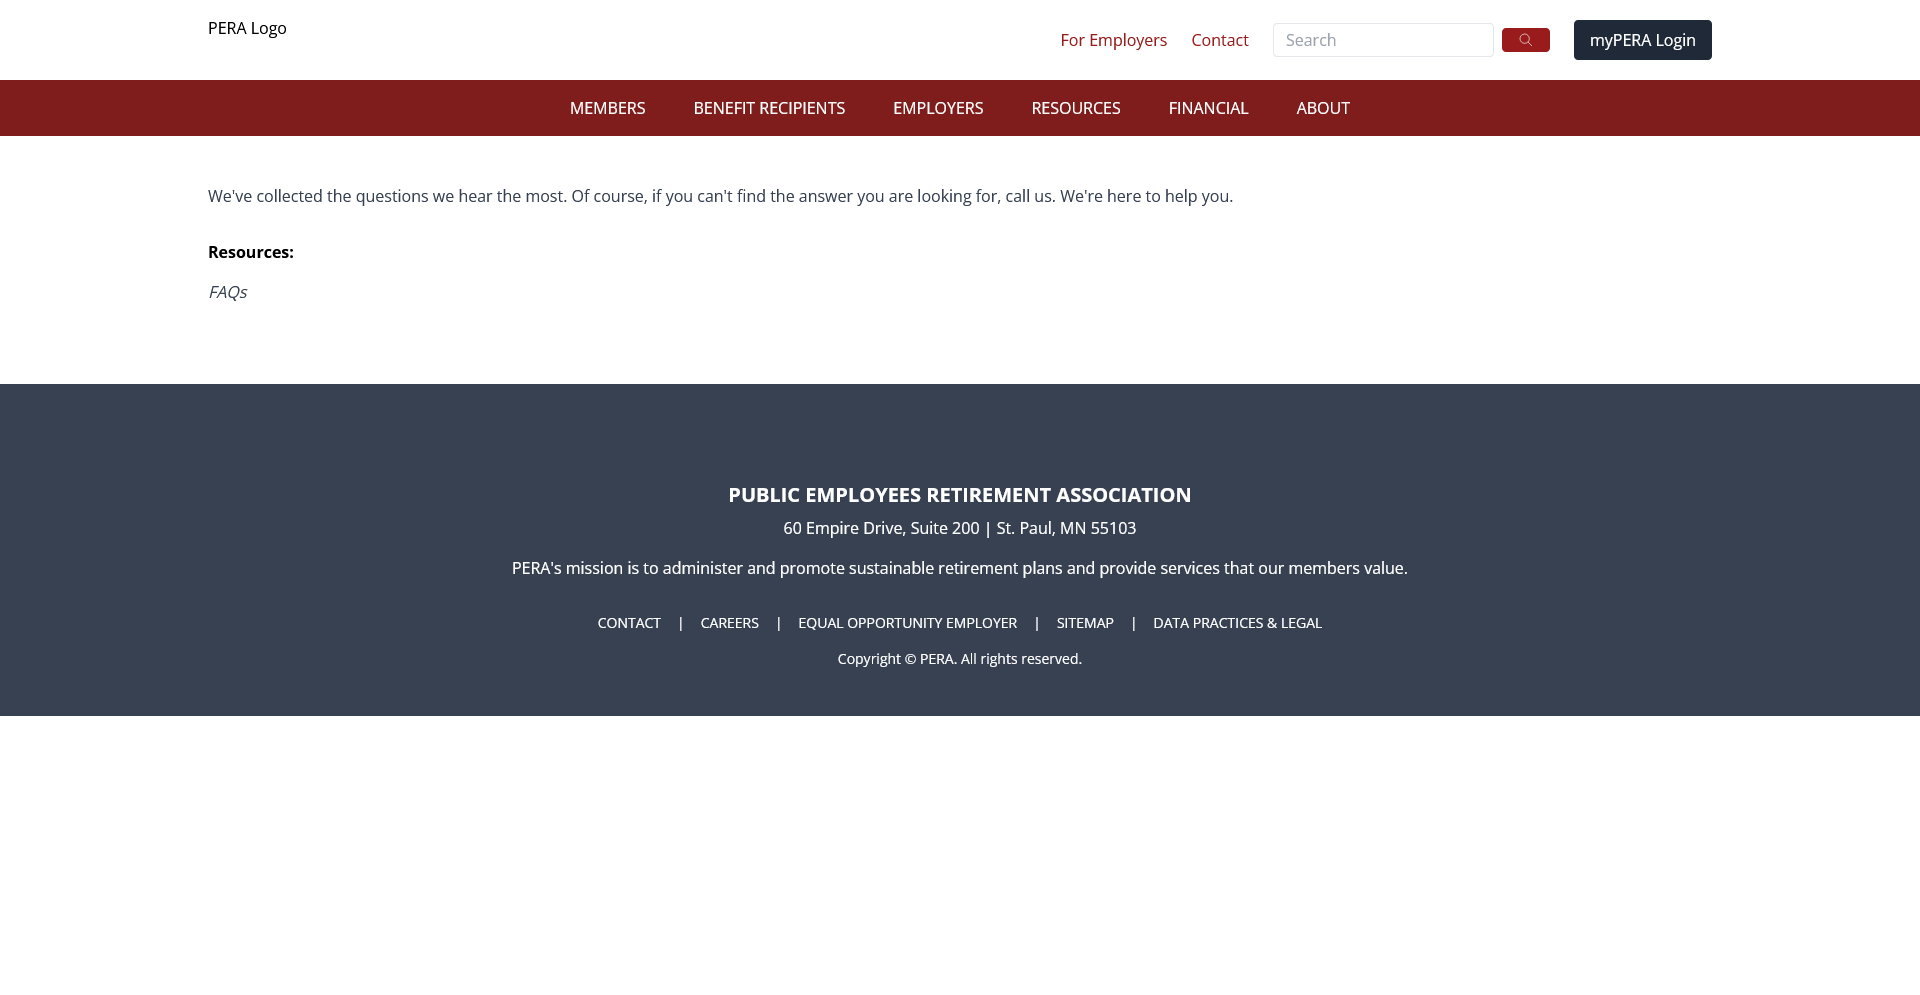 PERA Logo
For Employers
Contact
Search
myPERA Login
MEMBERS
BENEFIT RECIPIENTS
EMPLOYERS
RESOURCES
FINANCIAL
ABOUT
We've collected the questions we hear the most. Of course, if you can't find the answer you are looking for, call us. We're here to help you.
Resources:
FAQs
PUBLIC EMPLOYEES RETIREMENT ASSOCIATION
60 Empire Drive, Suite 200 | St. Paul, MN 55103
PERA's mission is to administer and promote sustainable retirement plans and provide services that our members value.
CONTACT | CAREERS | EQUAL OPPORTUNITY EMPLOYER | SITEMAP | DATA PRACTICES & LEGAL
Copyright © PERA. All rights reserved.